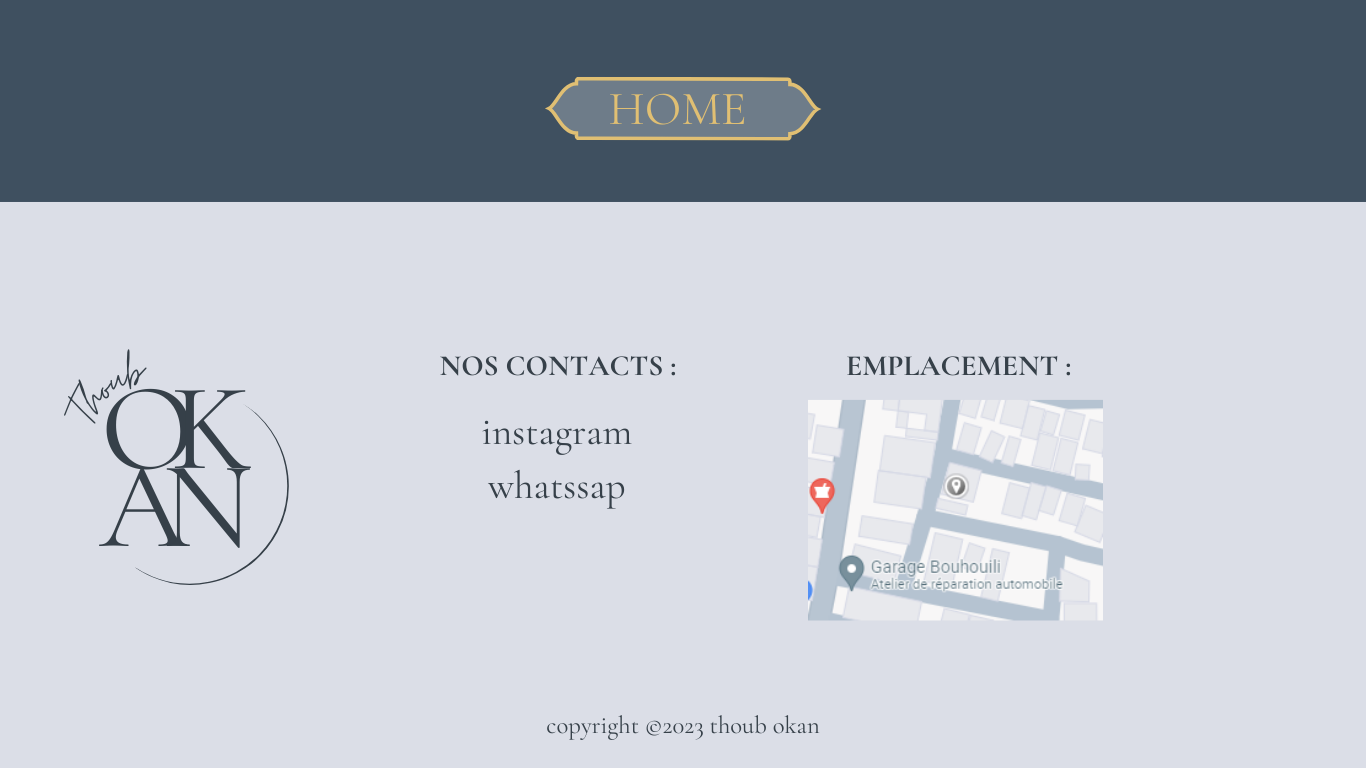 HOME
Thoub
OK
AN
NOS CONTACTS :
instagram
whatssap
EMPLACEMENT :
Garage Bouhouili
Atelier de réparation automobile
copyright ©2023 thoub okan